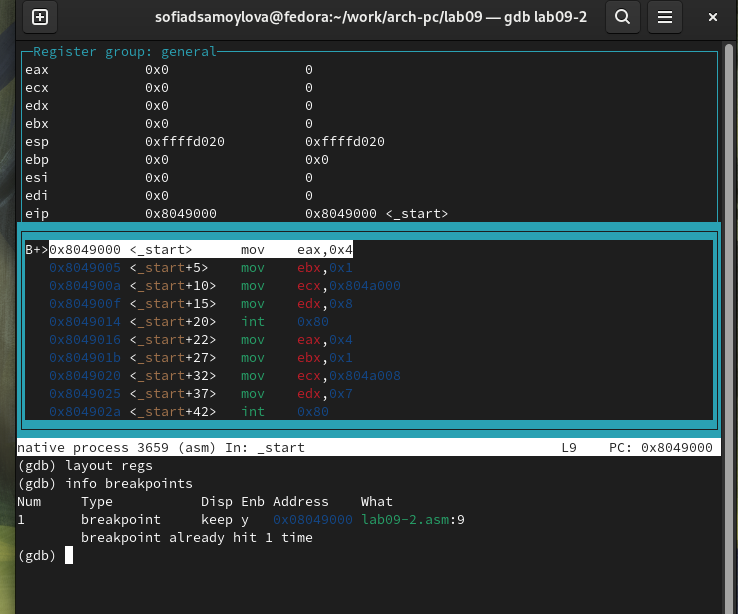 sofiadsamoylova@fedora:~/work/arch-pc/lab09 — gdb lab09-2
Register group: general
eax 0x0 0
ecx 0x0 0
edx 0x0 0
ebx 0x0 0
esp 0xffffd020 0xffffd020
ebp 0x0 0x0
esi 0x0 0
edi 0x0 0
eip 0x8049000 0x8049000 <_start>
B+>0x8049000 <_start> mov eax,0x4
0x8049005 <_start+5> mov ebx,0x1
0x804900a <_start+10> mov ecx,0x804a000
0x804900f <_start+15> mov edx,0x8
0x8049014 <_start+20> int 0x80
0x8049016 <_start+22> mov eax,0x4
0x804901b <_start+27> mov ebx,0x1
0x8049020 <_start+32> mov ecx,0x804a008
0x8049025 <_start+37> mov edx,0x7
0x804902a <_start+42> int 0x80
native process 3659 (asm) In: _start L9 PC: 0x8049000
(gdb) layout regs
(gdb) info breakpoints
Num Type Disp Enb Address What
1 breakpoint keep y 0x08049000 lab09-2.asm:9
breakpoint already hit 1 time
(gdb)